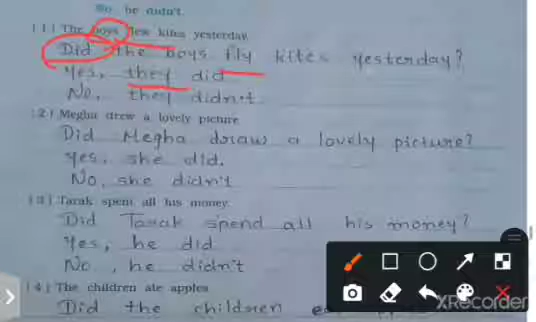 No, he didn't.
(1) The boys flew kites yesterday.
Did the boys fly kites yesterday?
Yes, they did
No, they didn't.
(2) Megha drew a lovely picture
Did Megha draw a lovely picture?
Yes, she did.
No, she didn't
(3) Tarak spent all his money.
Did Tarak spend all his money?
Yes, he did
No, he didn't
(4) The children ate apples
Did the children
XRecorder